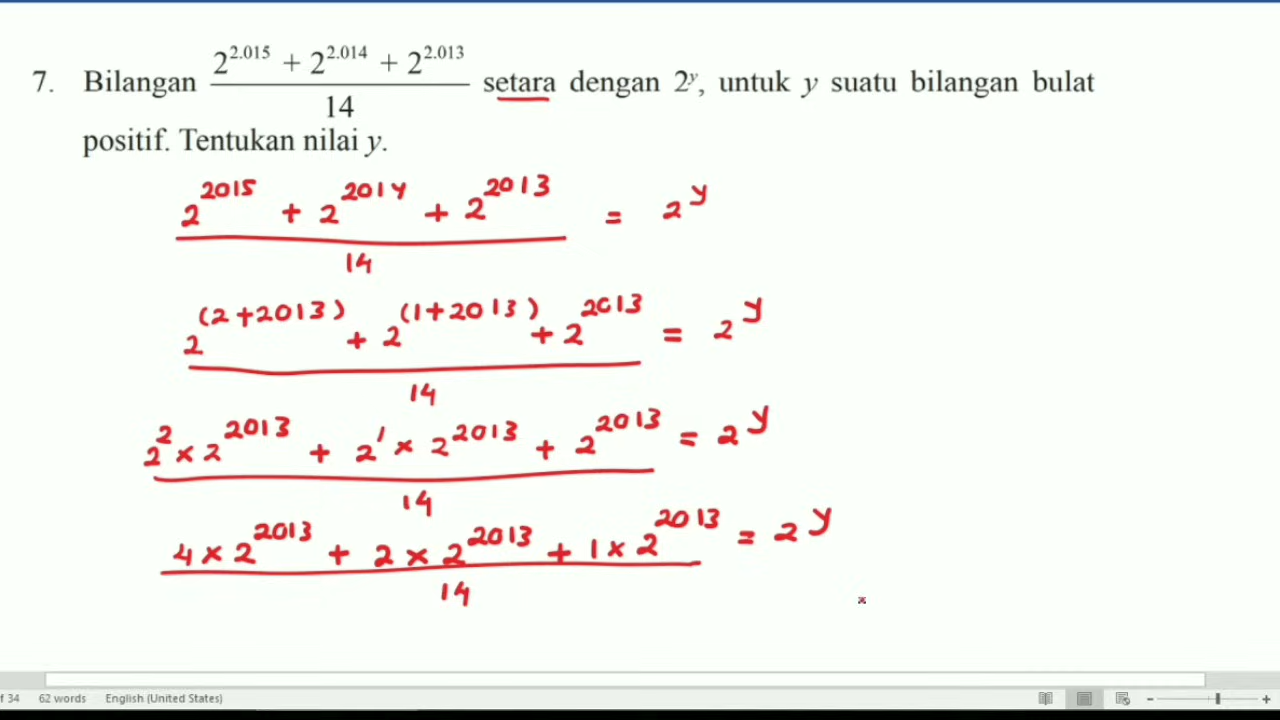 7. Bilangan (2^2.015 + 2^2.014 + 2^2.013)/14 setara dengan 2^y, untuk y suatu bilangan bulat
positif. Tentukan nilai y.
(2^2015 + 2^2014 + 2^2013)/14 = 2^y
(2^(2+2013) + 2^(1+2013) + 2^2013)/14 = 2^y
(2^2 × 2^2013 + 2^1 × 2^2013 + 2^2013)/14 = 2^y
(4 × 2^2013 + 2 × 2^2013 + 1 × 2^2013)/14 = 2^y
f 34 62 words English (United States)